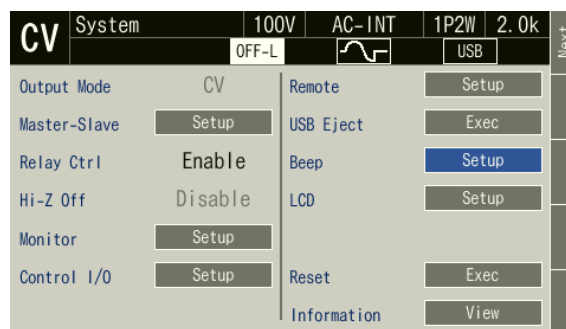 CV System 100V AC-INT 1P2W 2.0k
OFF-L USB
Next
Output Mode CV
Master-Slave Setup
Relay Ctrl Enable
Hi-Z Off Disable
Monitor Setup
Control I/O Setup
Remote Setup
USB Eject Exec
Beep Setup
LCD Setup
Reset Exec
Information View